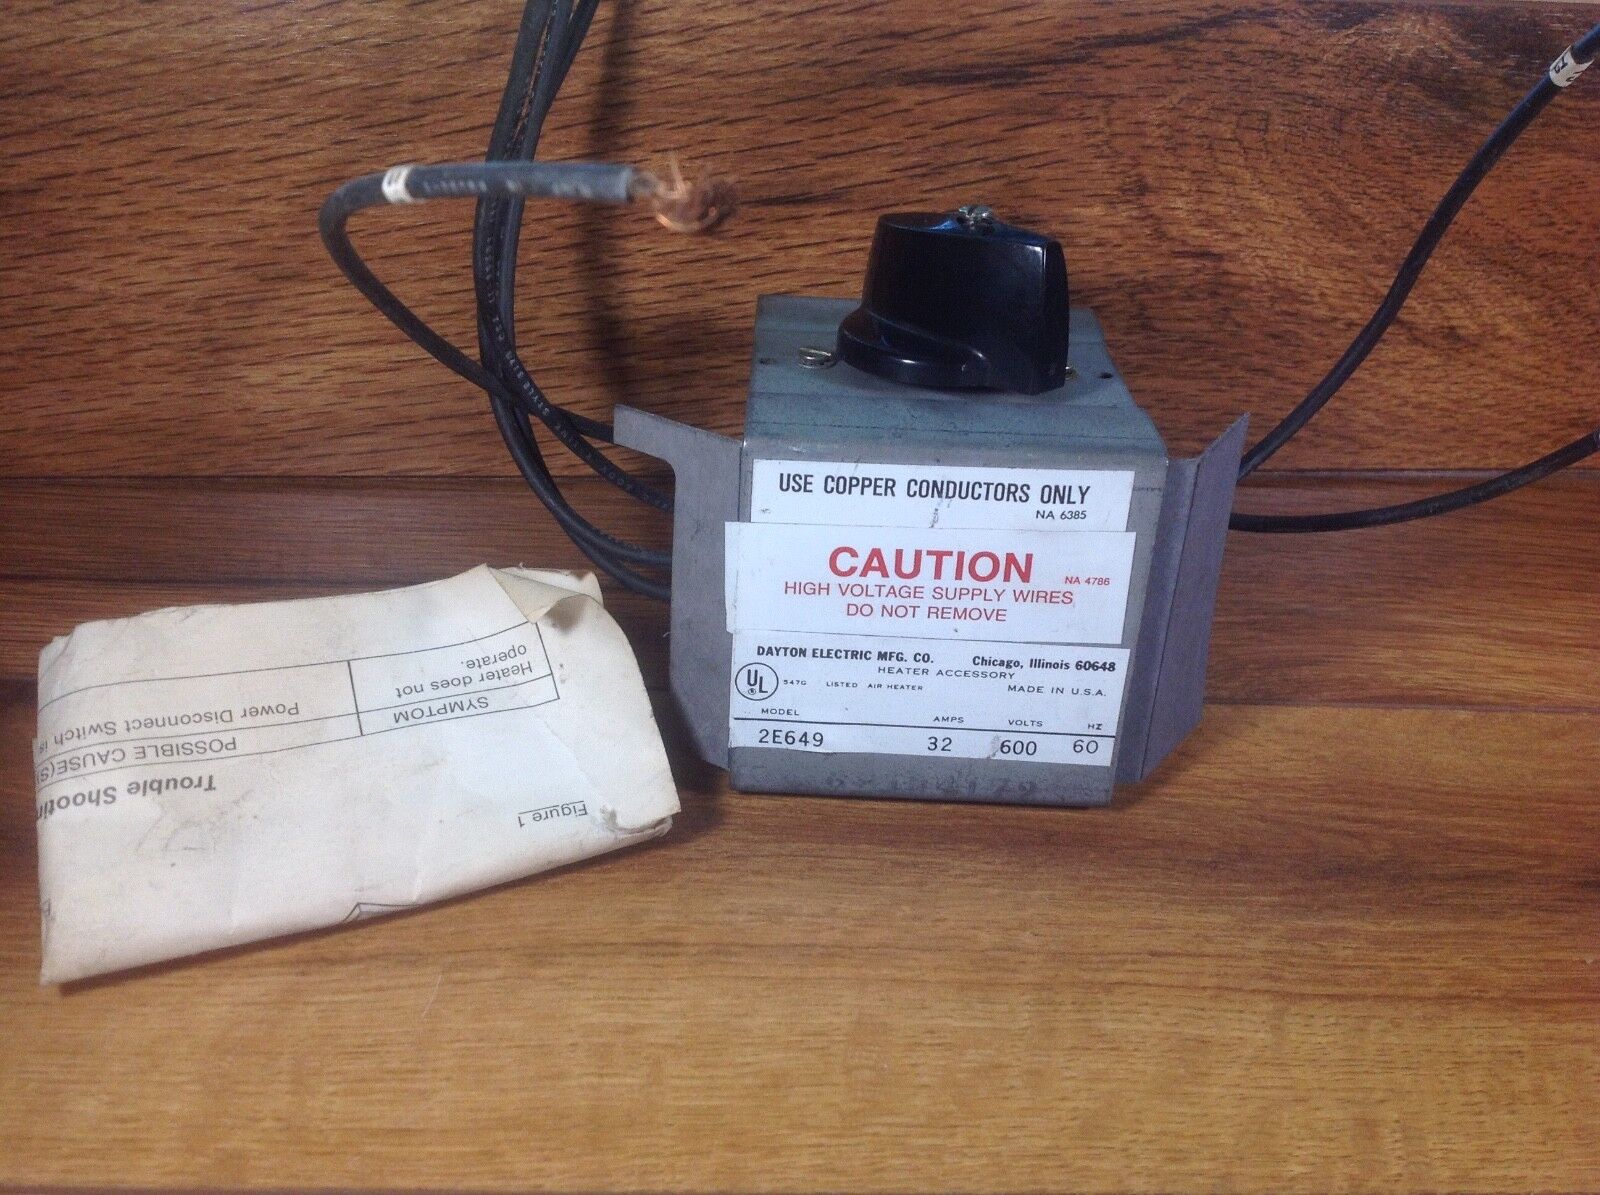 USE COPPER CONDUCTORS ONLY
NA 6385
CAUTION
NA 4786
HIGH VOLTAGE SUPPLY WIRES
DO NOT REMOVE
DAYTON ELECTRIC MFG. CO. Chicago, Illinois 60648
HEATER ACCESSORY
UL 547G LISTED AIR HEATER MADE IN U.S.A.
MODEL AMPS VOLTS HZ
2E649 32 600 60
Figure 1
Trouble Shootin
SYMPTOM POSSIBLE CAUSE(S)
Heater does not Power Disconnect Switch is
operate.